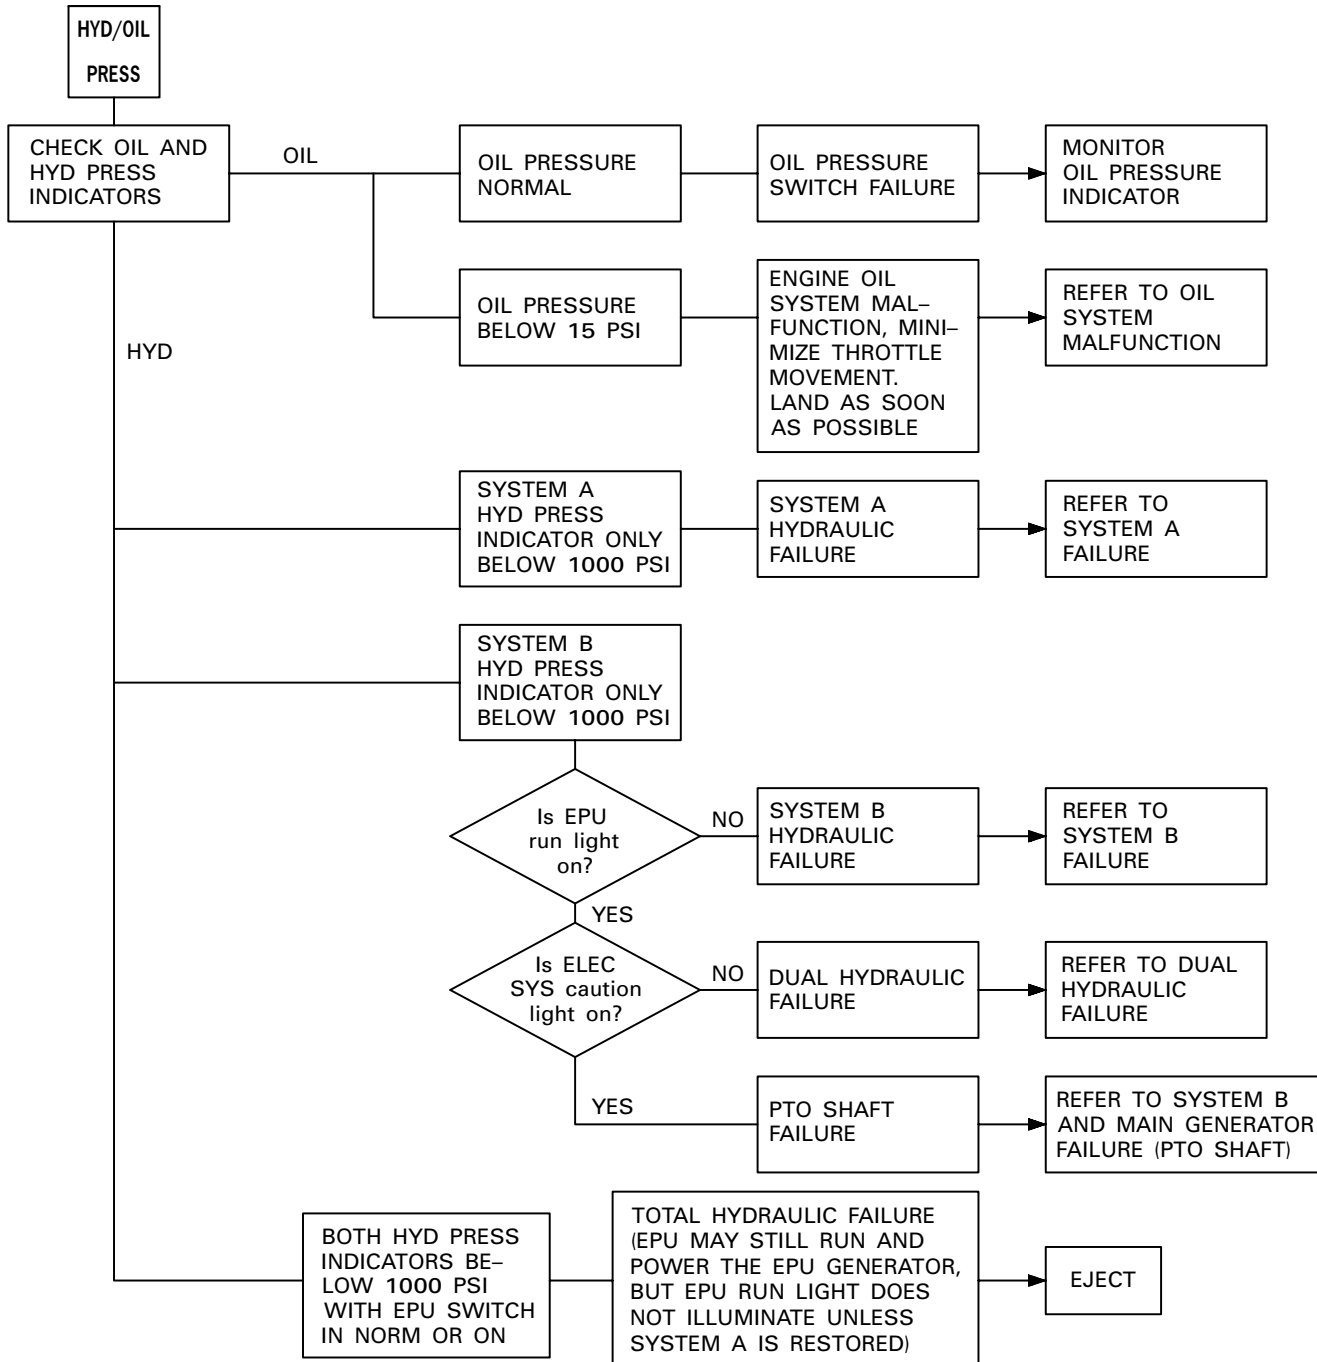 HYD/OIL
PRESS
CHECK OIL AND
HYD PRESS
INDICATORS
OIL
OIL PRESSURE
NORMAL
OIL PRESSURE
SWITCH FAILURE
MONITOR
OIL PRESSURE
INDICATOR
OIL PRESSURE
BELOW 15 PSI
ENGINE OIL
SYSTEM MAL–
FUNCTION, MINI–
MIZE THROTTLE
MOVEMENT.
LAND AS SOON
AS POSSIBLE
REFER TO OIL
SYSTEM
MALFUNCTION
HYD
SYSTEM A
HYD PRESS
INDICATOR ONLY
BELOW 1000 PSI
SYSTEM A
HYDRAULIC
FAILURE
REFER TO
SYSTEM A
FAILURE
SYSTEM B
HYD PRESS
INDICATOR ONLY
BELOW 1000 PSI
Is EPU
run light
on?
NO
SYSTEM B
HYDRAULIC
FAILURE
REFER TO
SYSTEM B
FAILURE
YES
Is ELEC
SYS caution
light on?
NO
DUAL HYDRAULIC
FAILURE
REFER TO DUAL
HYDRAULIC
FAILURE
YES
PTO SHAFT
FAILURE
REFER TO SYSTEM B
AND MAIN GENERATOR
FAILURE (PTO SHAFT)
BOTH HYD PRESS
INDICATORS BE–
LOW 1000 PSI
WITH EPU SWITCH
IN NORM OR ON
TOTAL HYDRAULIC FAILURE
(EPU MAY STILL RUN AND
POWER THE EPU GENERATOR,
BUT EPU RUN LIGHT DOES
NOT ILLUMINATE UNLESS
SYSTEM A IS RESTORED)
EJECT